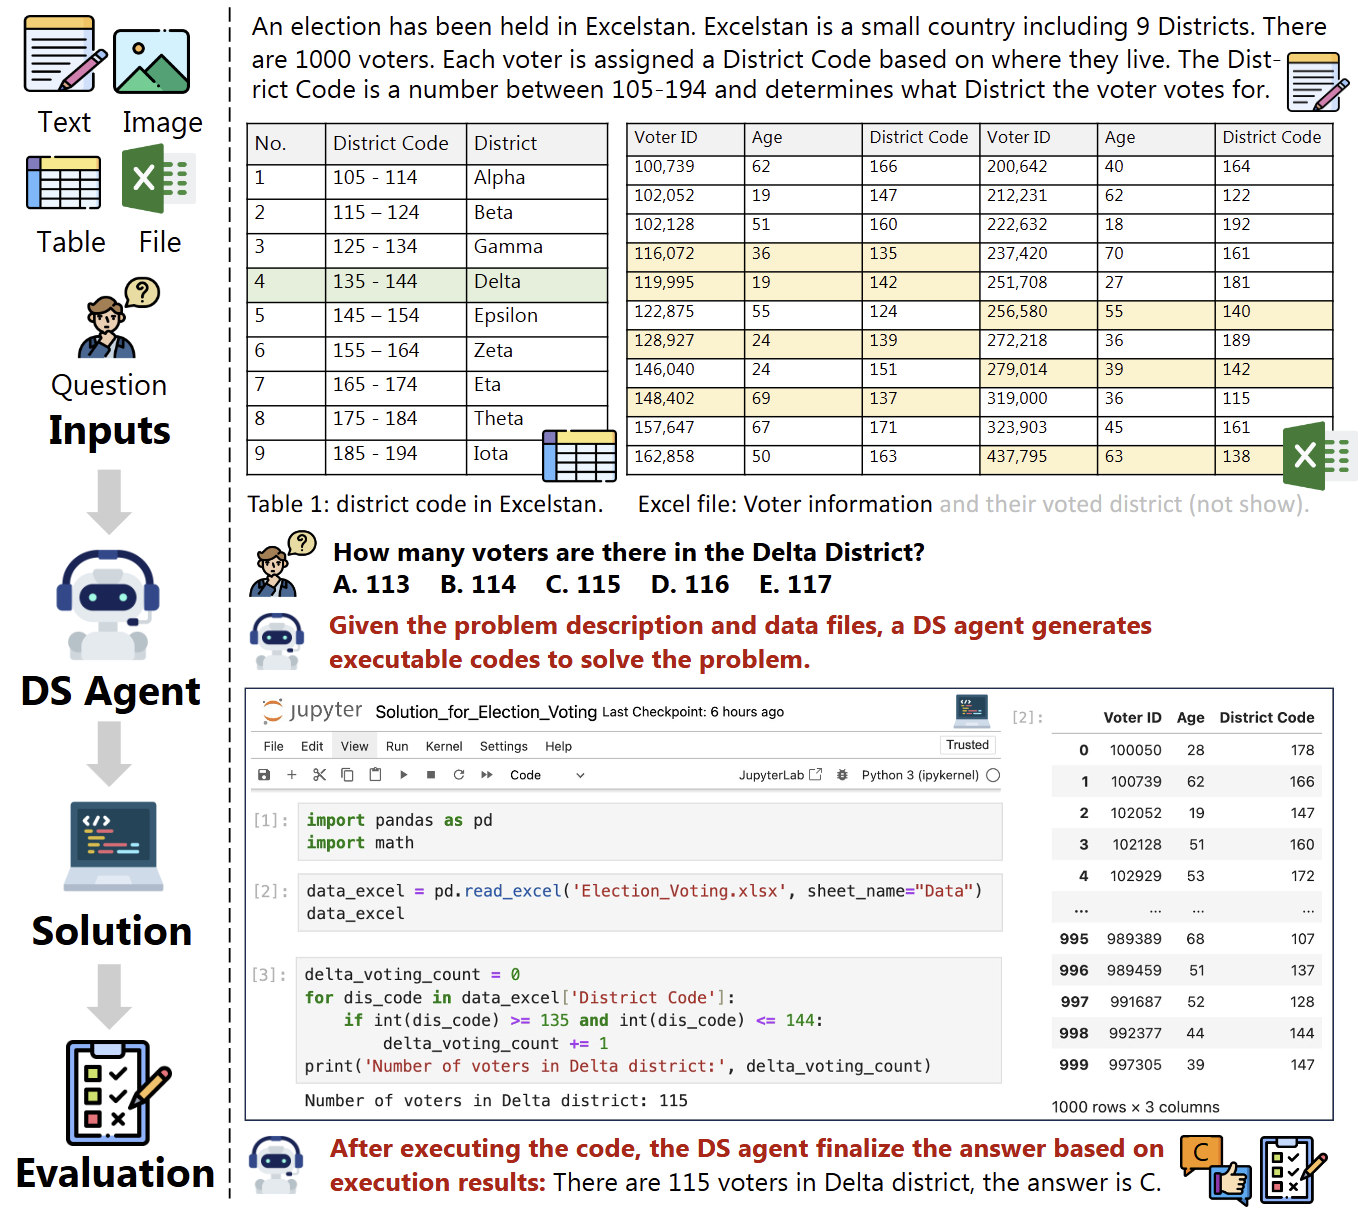 Text Image
Table File
Question
Inputs
DS Agent
Solution
Evaluation
An election has been held in Excelstan. Excelstan is a small country including 9 Districts. There
are 1000 voters. Each voter is assigned a District Code based on where they live. The Dist-
rict Code is a number between 105-194 and determines what District the voter votes for.
No. District Code District
1 105 - 114 Alpha
2 115 – 124 Beta
3 125 - 134 Gamma
4 135 - 144 Delta
5 145 – 154 Epsilon
6 155 – 164 Zeta
7 165 - 174 Eta
8 175 - 184 Theta
9 185 - 194 Iota
Table 1: district code in Excelstan.
Voter ID Age District Code Voter ID Age District Code
100,739 62 166 200,642 40 164
102,052 19 147 212,231 62 122
102,128 51 160 222,632 18 192
116,072 36 135 237,420 70 161
119,995 19 142 251,708 27 181
122,875 55 124 256,580 55 140
128,927 24 139 272,218 36 189
146,040 24 151 279,014 39 142
148,402 69 137 319,000 36 115
157,647 67 171 323,903 45 161
162,858 50 163 437,795 63 138
X
X
Excel file: Voter information and their voted district (not show).
How many voters are there in the Delta District?
A. 113 B. 114 C. 115 D. 116 E. 117
Given the problem description and data files, a DS agent generates
executable codes to solve the problem.
jupyter Solution_for_Election_Voting Last Checkpoint: 6 hours ago
File Edit View Run Kernel Settings Help Trusted
Code JupyterLab Python 3 (ipykernel)
[1]: import pandas as pd
import math
[2]: data_excel = pd.read_excel('Election_Voting.xlsx', sheet_name="Data")
data_excel
[3]: delta_voting_count = 0
for dis_code in data_excel['District Code']:
if int(dis_code) >= 135 and int(dis_code) <= 144:
delta_voting_count += 1
print('Number of voters in Delta district:', delta_voting_count)
Number of voters in Delta district: 115
[2]: Voter ID Age District Code
0 100050 28 178
1 100739 62 166
2 102052 19 147
3 102128 51 160
4 102929 53 172
... ... ... ...
995 989389 68 107
996 989459 51 137
997 991687 52 128
998 992377 44 144
999 997305 39 147
1000 rows × 3 columns
After executing the code, the DS agent finalize the answer based on
execution results: There are 115 voters in Delta district, the answer is C.
C